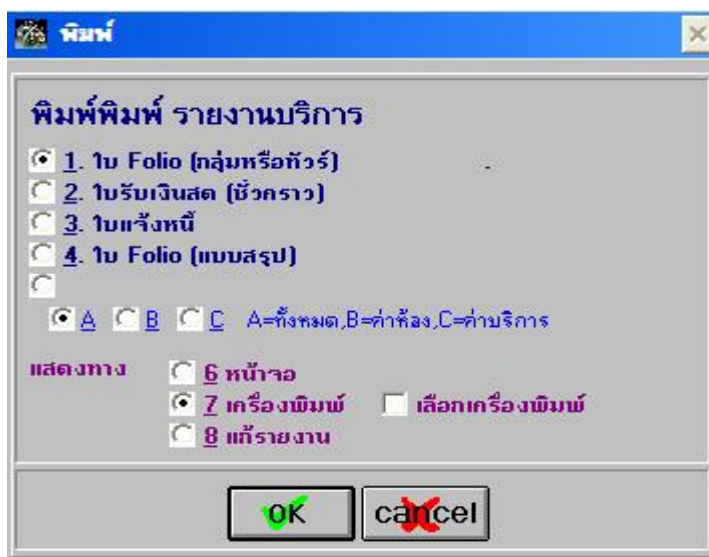 พิมพ์
พิมพ์พิมพ์ รายงานบริการ
1. ใบ Folio (กลุ่มหรือทัวร์)
2. ใบรับเงินสด (ชั่วคราว)
3. ใบแจ้งหนี้
4. ใบ Folio (แบบสรุป)
A B C A=ทั้งหมด,B=ค่าห้อง,C=ค่าบริการ
แสดงทาง 6 หน้าจอ
7 เครื่องพิมพ์ เลือกเครื่องพิมพ์
8 แก้รายงาน
OK cancel